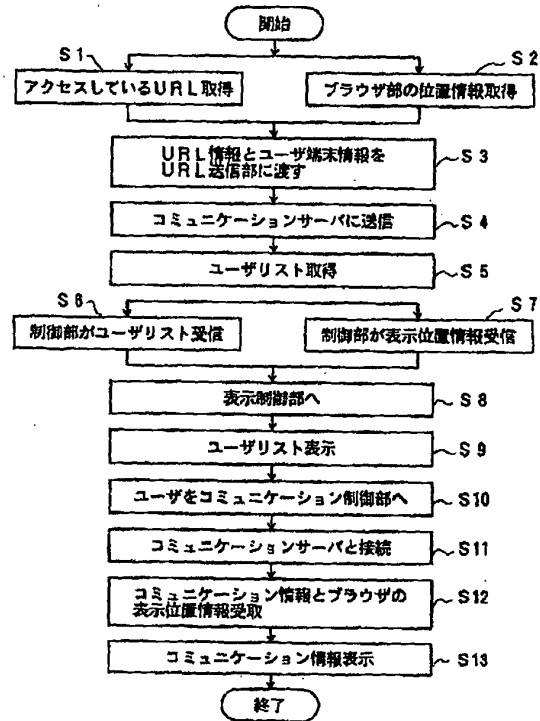 開始
S1
アクセスしているURL取得
S2
ブラウザ部の位置情報取得
URL情報とユーザ端末情報を
URL送信部に渡す
S3
コミュニケーションサーバに送信
S4
ユーザリスト取得
S5
S6
制御部がユーザリスト受信
S7
制御部が表示位置情報受信
表示制御部へ
S8
ユーザリスト表示
S9
ユーザをコミュニケーション制御部へ
S10
コミュニケーションサーバと接続
S11
コミュニケーション情報とブラウザの
表示位置情報受取
S12
コミュニケーション情報表示
S13
終了